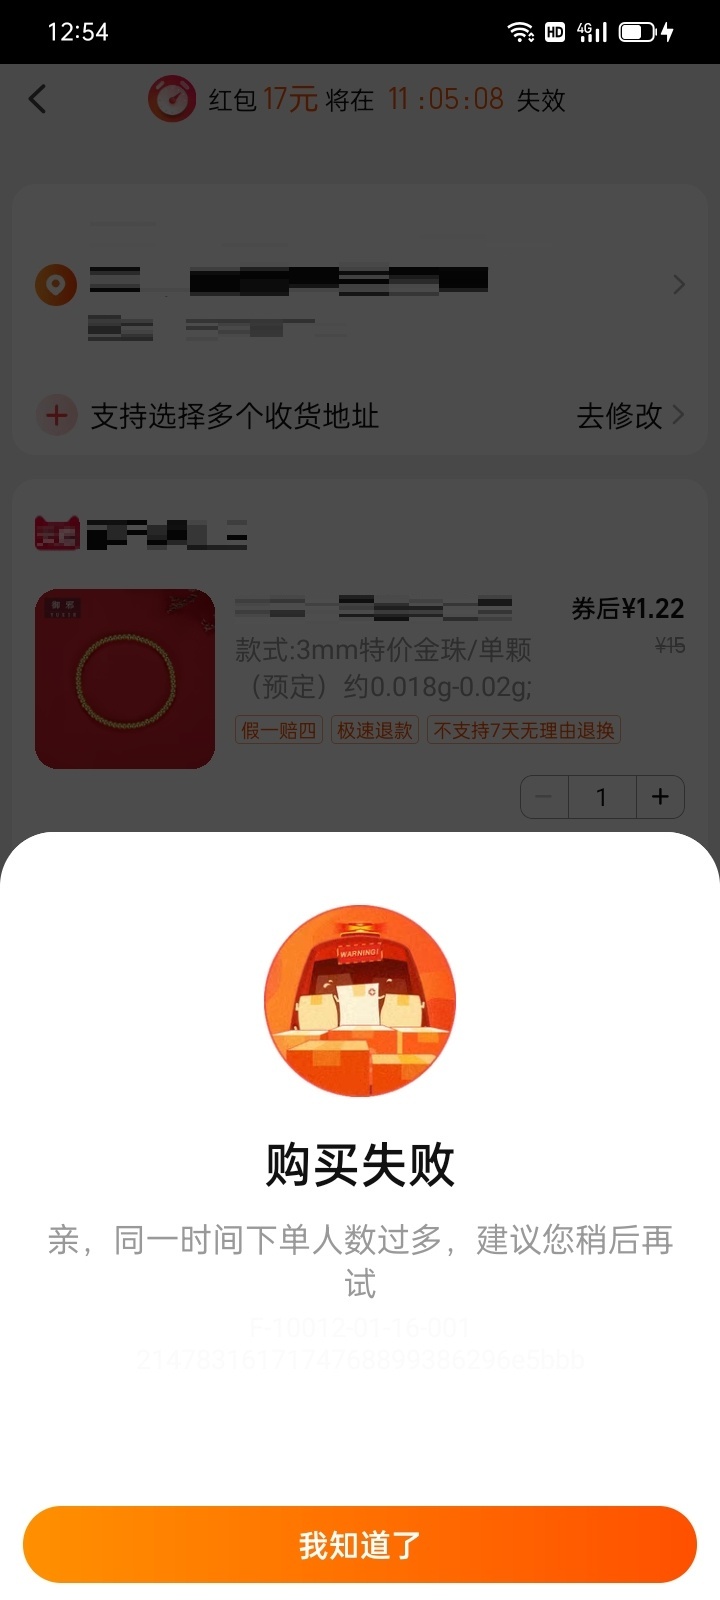 12:54
HD 4G
红包 17元 将在 11:05:08 失效
支持选择多个收货地址 去修改
券后¥1.22
款式:3mm特价金珠/单颗 ¥15
（预定）约0.018g-0.02g;
假一赔四 极速退款 不支持7天无理由退换
1
WARNING!
购买失败
亲，同一时间下单人数过多，建议您稍后再
试
F-10012-01-16-001
2147831617174768899386296e5bbb
我知道了